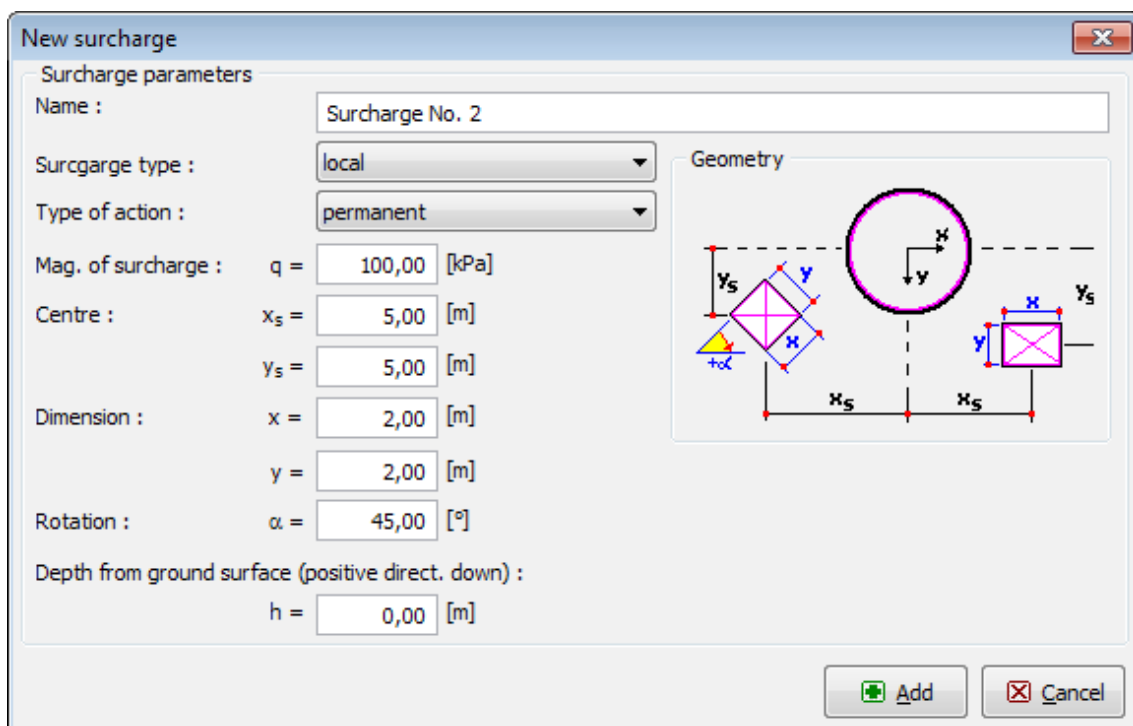 New surcharge
Surcharge parameters
Name :
Surcharge No. 2
Surcgarge type :
local
Type of action :
permanent
Mag. of surcharge : q = 100,00 [kPa]
Centre : xs = 5,00 [m]
ys = 5,00 [m]
Dimension : x = 2,00 [m]
y = 2,00 [m]
Rotation : α = 45,00 [°]
Depth from ground surface (positive direct. down) :
h = 0,00 [m]
Geometry
x
y
ys
y
x
+α
x
y
ys
xs
xs
Add
Cancel